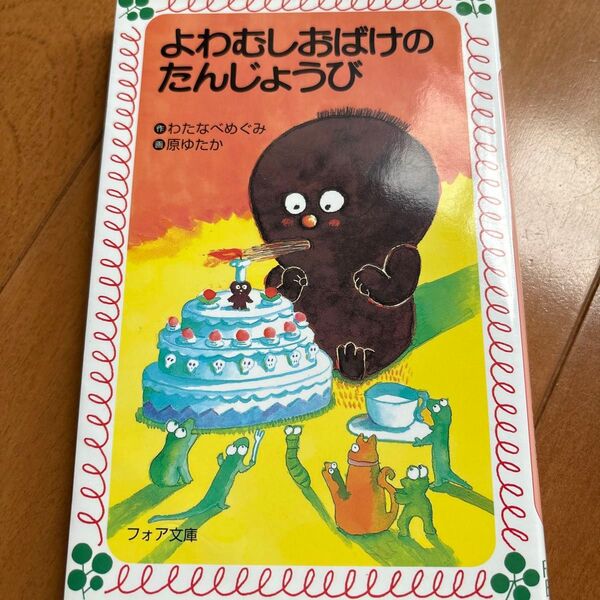 よわむしおばけの
たんじょうび
作わたなべめぐみ
画原ゆたか
フォア文庫